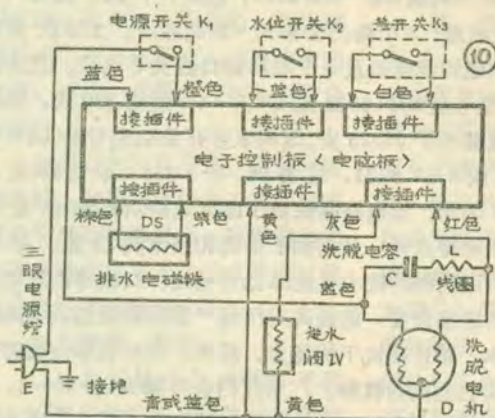 电源开关K₁
水位开关K₂
盖开关K₃
⑩
蓝色
橙色
蓝色
白色
接插件
接插件
接插件
电子控制板〈电脑板〉
接插件
接插件
接插件
棕色
DS
紫色
黄色
灰色
红色
排水电磁铁
洗脱电容
C
L
线圈
蓝色
三眼电源线
进水阀IV
洗脱电机
E
接地
黄色
D